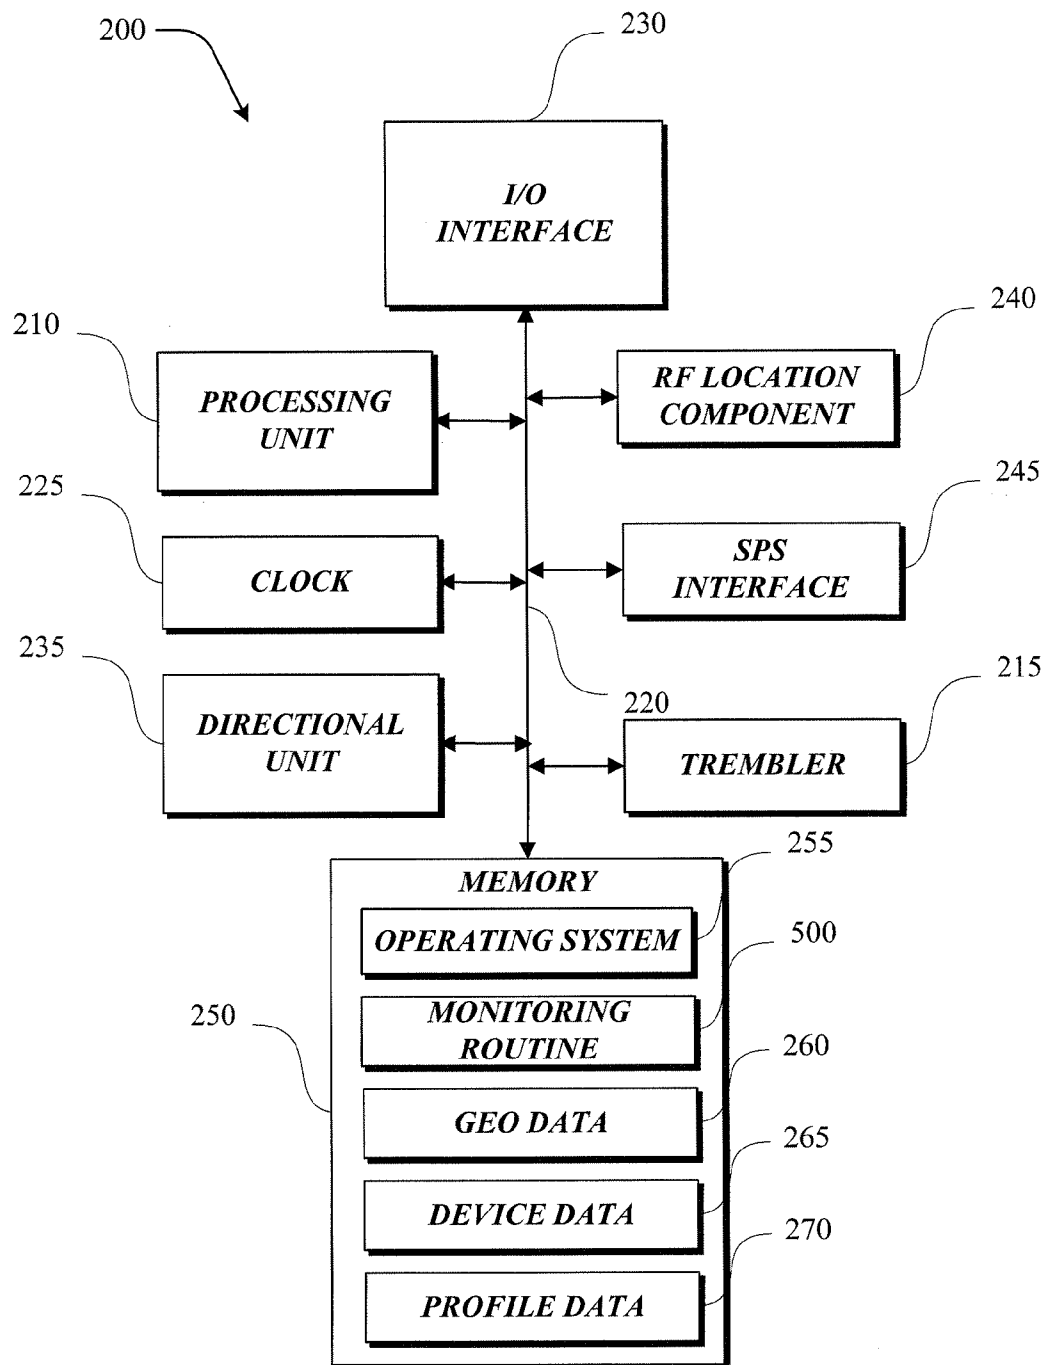 200
230
I/O
INTERFACE
210
240
PROCESSING
UNIT
RF LOCATION
COMPONENT
225
245
CLOCK
SPS
INTERFACE
235
215
220
DIRECTIONAL
UNIT
TREMBLER
255
MEMORY
OPERATING SYSTEM
500
250
MONITORING
ROUTINE
260
GEO DATA
265
DEVICE DATA
270
PROFILE DATA